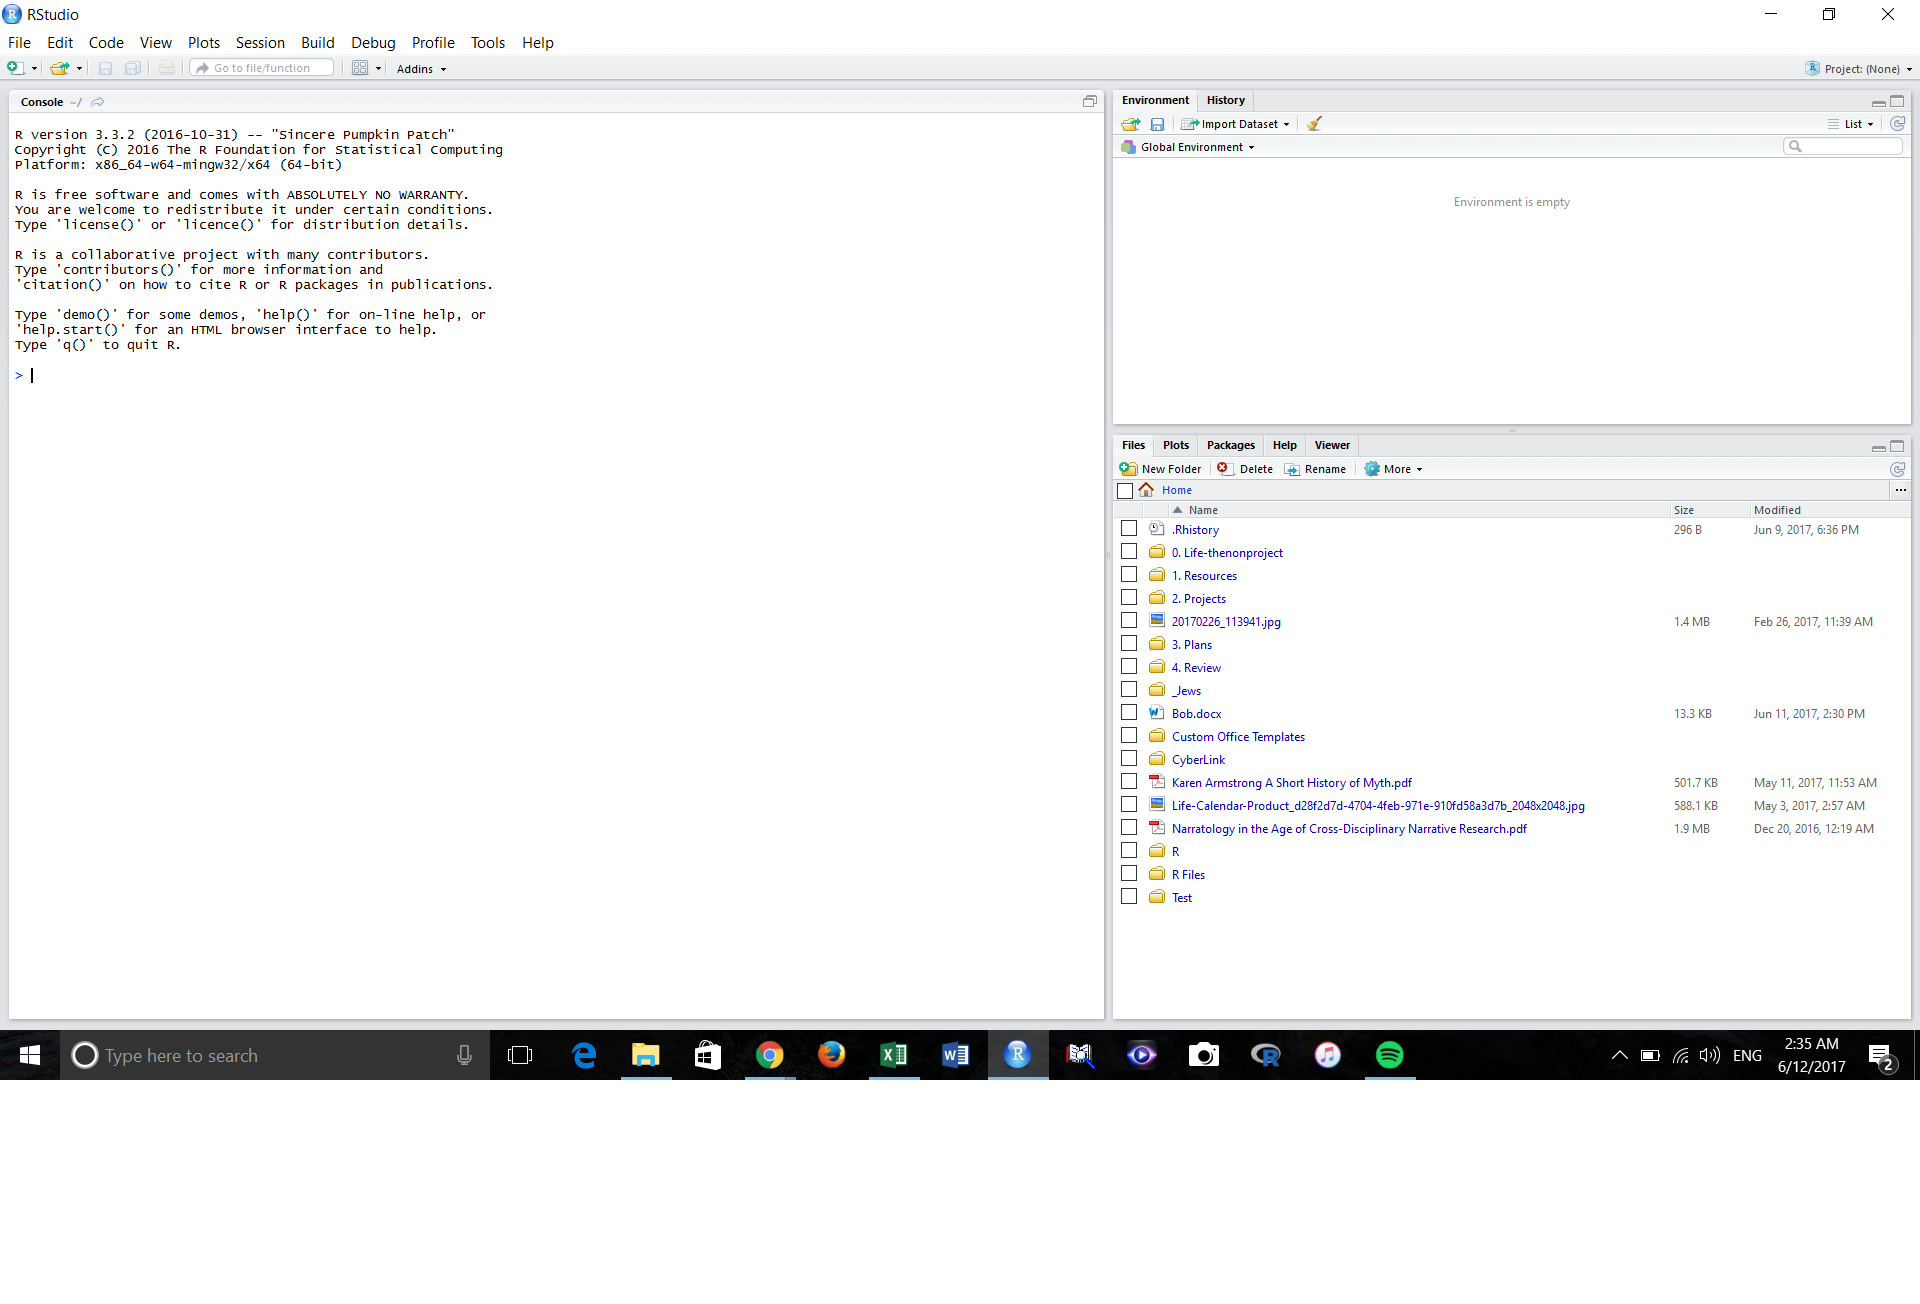 RStudio
File Edit Code View Plots Session Build Debug Profile Tools Help
Go to file/function Addins Project: (None)
Console ~/
R version 3.3.2 (2016-10-31) -- "Sincere Pumpkin Patch"
Copyright (C) 2016 The R Foundation for Statistical Computing
Platform: x86_64-w64-mingw32/x64 (64-bit)
R is free software and comes with ABSOLUTELY NO WARRANTY.
You are welcome to redistribute it under certain conditions.
Type 'license()' or 'licence()' for distribution details.
R is a collaborative project with many contributors.
Type 'contributors()' for more information and
'citation()' on how to cite R or R packages in publications.
Type 'demo()' for some demos, 'help()' for on-line help, or
'help.start()' for an HTML browser interface to help.
Type 'q()' to quit R.
>
Environment History
Import Dataset List
Global Environment
Environment is empty
Files Plots Packages Help Viewer
New Folder Delete Rename More
Home ...
Name Size Modified
.Rhistory 296 B Jun 9, 2017, 6:36 PM
0. Life-thenonproject
1. Resources
2. Projects
20170226_113941.jpg 1.4 MB Feb 26, 2017, 11:39 AM
3. Plans
4. Review
_Jews
Bob.docx 13.3 KB Jun 11, 2017, 2:30 PM
Custom Office Templates
CyberLink
Karen Armstrong A Short History of Myth.pdf 501.7 KB May 11, 2017, 11:53 AM
Life-Calendar-Product_d28f2d7d-4704-4feb-971e-910fd58a3d7b_2048x2048.jpg 588.1 KB May 3, 2017, 2:57 AM
Narratology in the Age of Cross-Disciplinary Narrative Research.pdf 1.9 MB Dec 20, 2016, 12:19 AM
R
R Files
Test
Type here to search
ENG
2:35 AM
6/12/2017
2